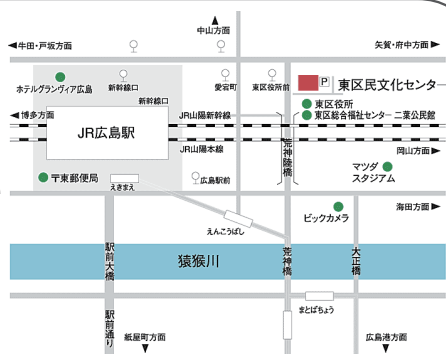 中山方面
牛田・戸坂方面
矢賀・府中方面
ホテルグランヴィア広島
新幹線口
愛宕町
東区役所前
P
東区民文化センター
新幹線口
東区役所
東区総合福祉センター 二葉公民館
博多方面
JR山陽新幹線
JR広島駅
荒神陸橋
JR山陽本線
岡山方面
マツダ
スタジアム
〒東郵便局
えきまえ
広島駅前
海田方面
ビックカメラ
えんこうばし
駅前大橋
猿猴川
荒神橋
大正橋
まとばちょう
駅前通り
紙屋町方面
広島港方面